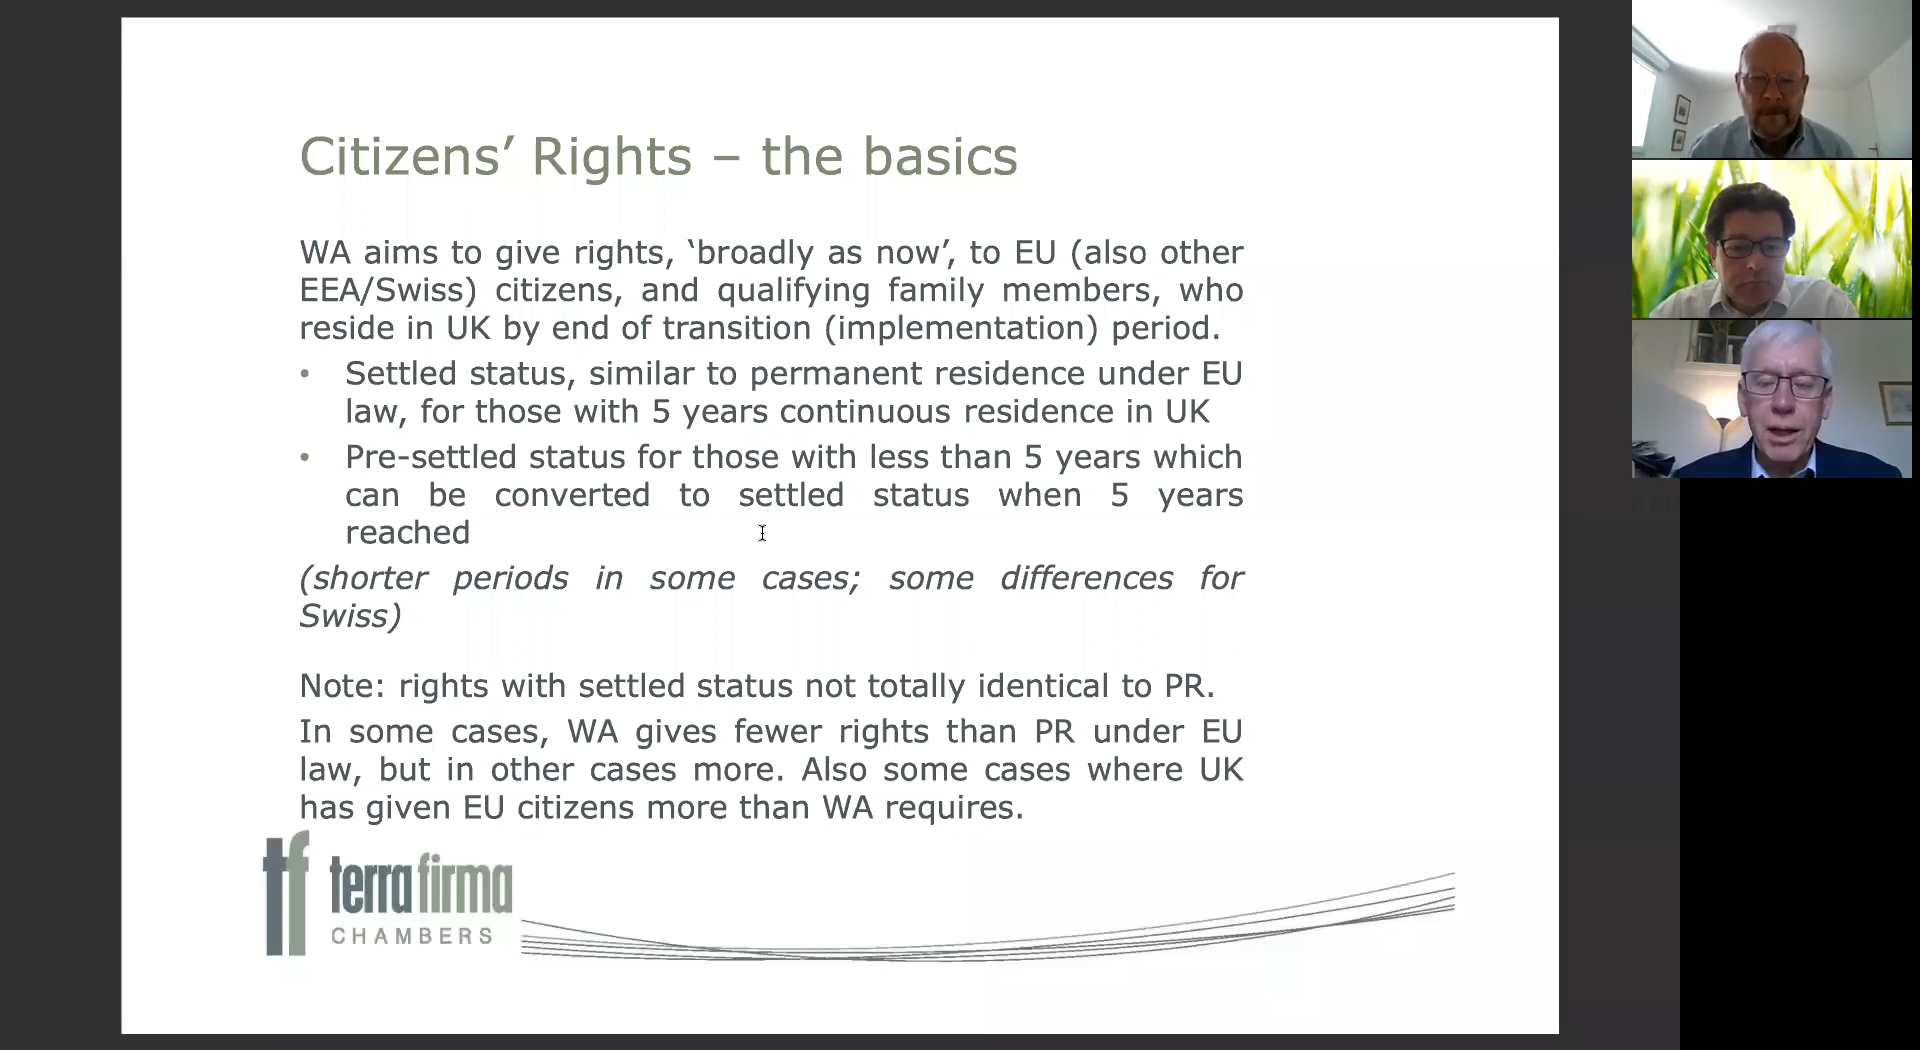 Citizens’ Rights – the basics
WA aims to give rights, ‘broadly as now’, to EU (also other
EEA/Swiss) citizens, and qualifying family members, who
reside in UK by end of transition (implementation) period.
• Settled status, similar to permanent residence under EU
law, for those with 5 years continuous residence in UK
• Pre-settled status for those with less than 5 years which
can be converted to settled status when 5 years
reached
(shorter periods in some cases; some differences for
Swiss)
Note: rights with settled status not totally identical to PR.
In some cases, WA gives fewer rights than PR under EU
law, but in other cases more. Also some cases where UK
has given EU citizens more than WA requires.
tf terra firma
CHAMBERS